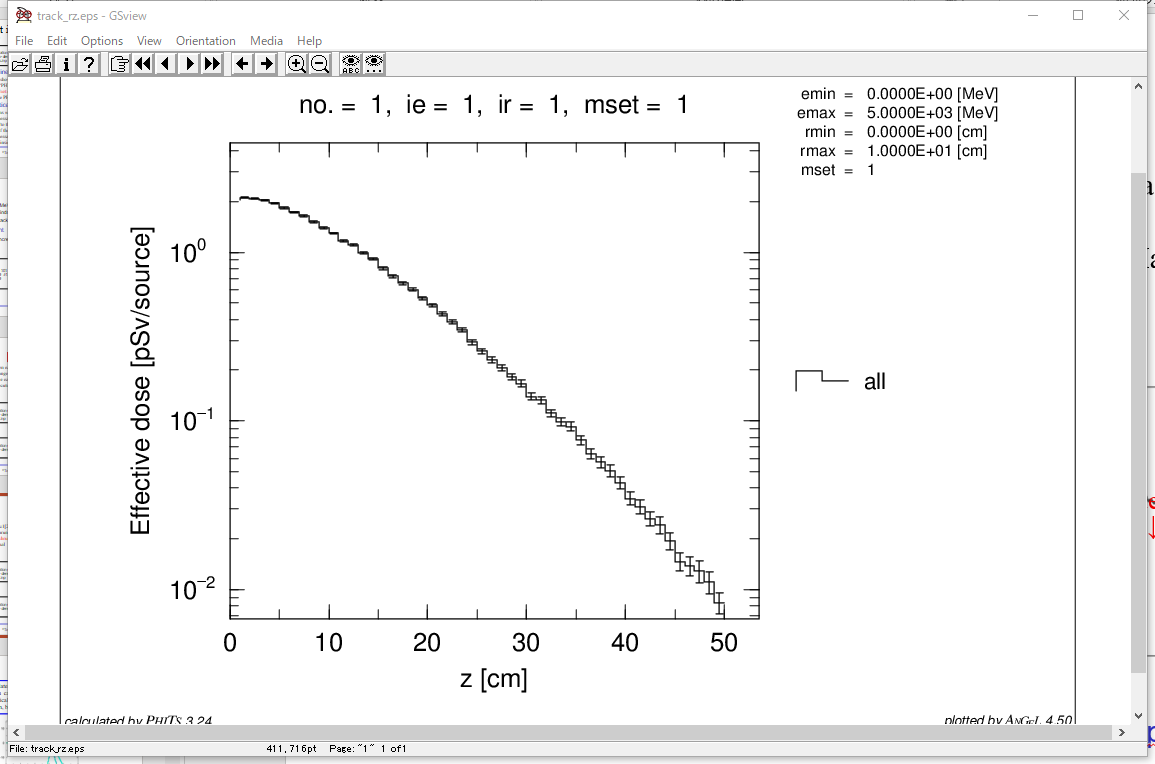 track_rz.eps - GSview
File Edit Options View Orientation Media Help
no. = 1, ie = 1, ir = 1, mset = 1
emin = 0.0000E+00 [MeV]
emax = 5.0000E+03 [MeV]
rmin = 0.0000E+00 [cm]
rmax = 1.0000E+01 [cm]
mset = 1
Effective dose [pSv/source]
10⁰
10⁻¹
10⁻²
all
0 10 20 30 40 50
z [cm]
calculated by PHITS 3.24
plotted by ANGEL 4.50
File: track_rz.eps 411, 716pt Page: "1" 1 of 1